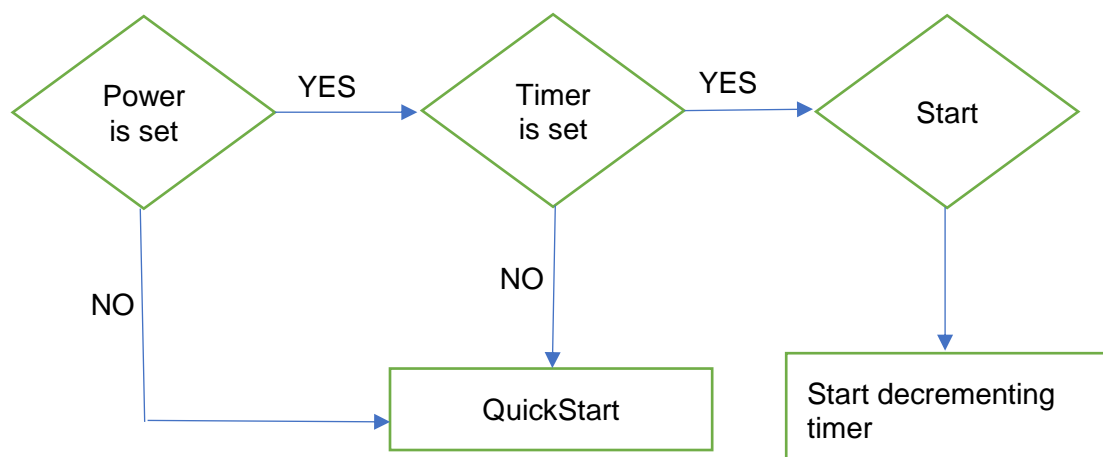 Power
is set
YES
Timer
is set
YES
Start
NO
NO
QuickStart
Start decrementing
timer